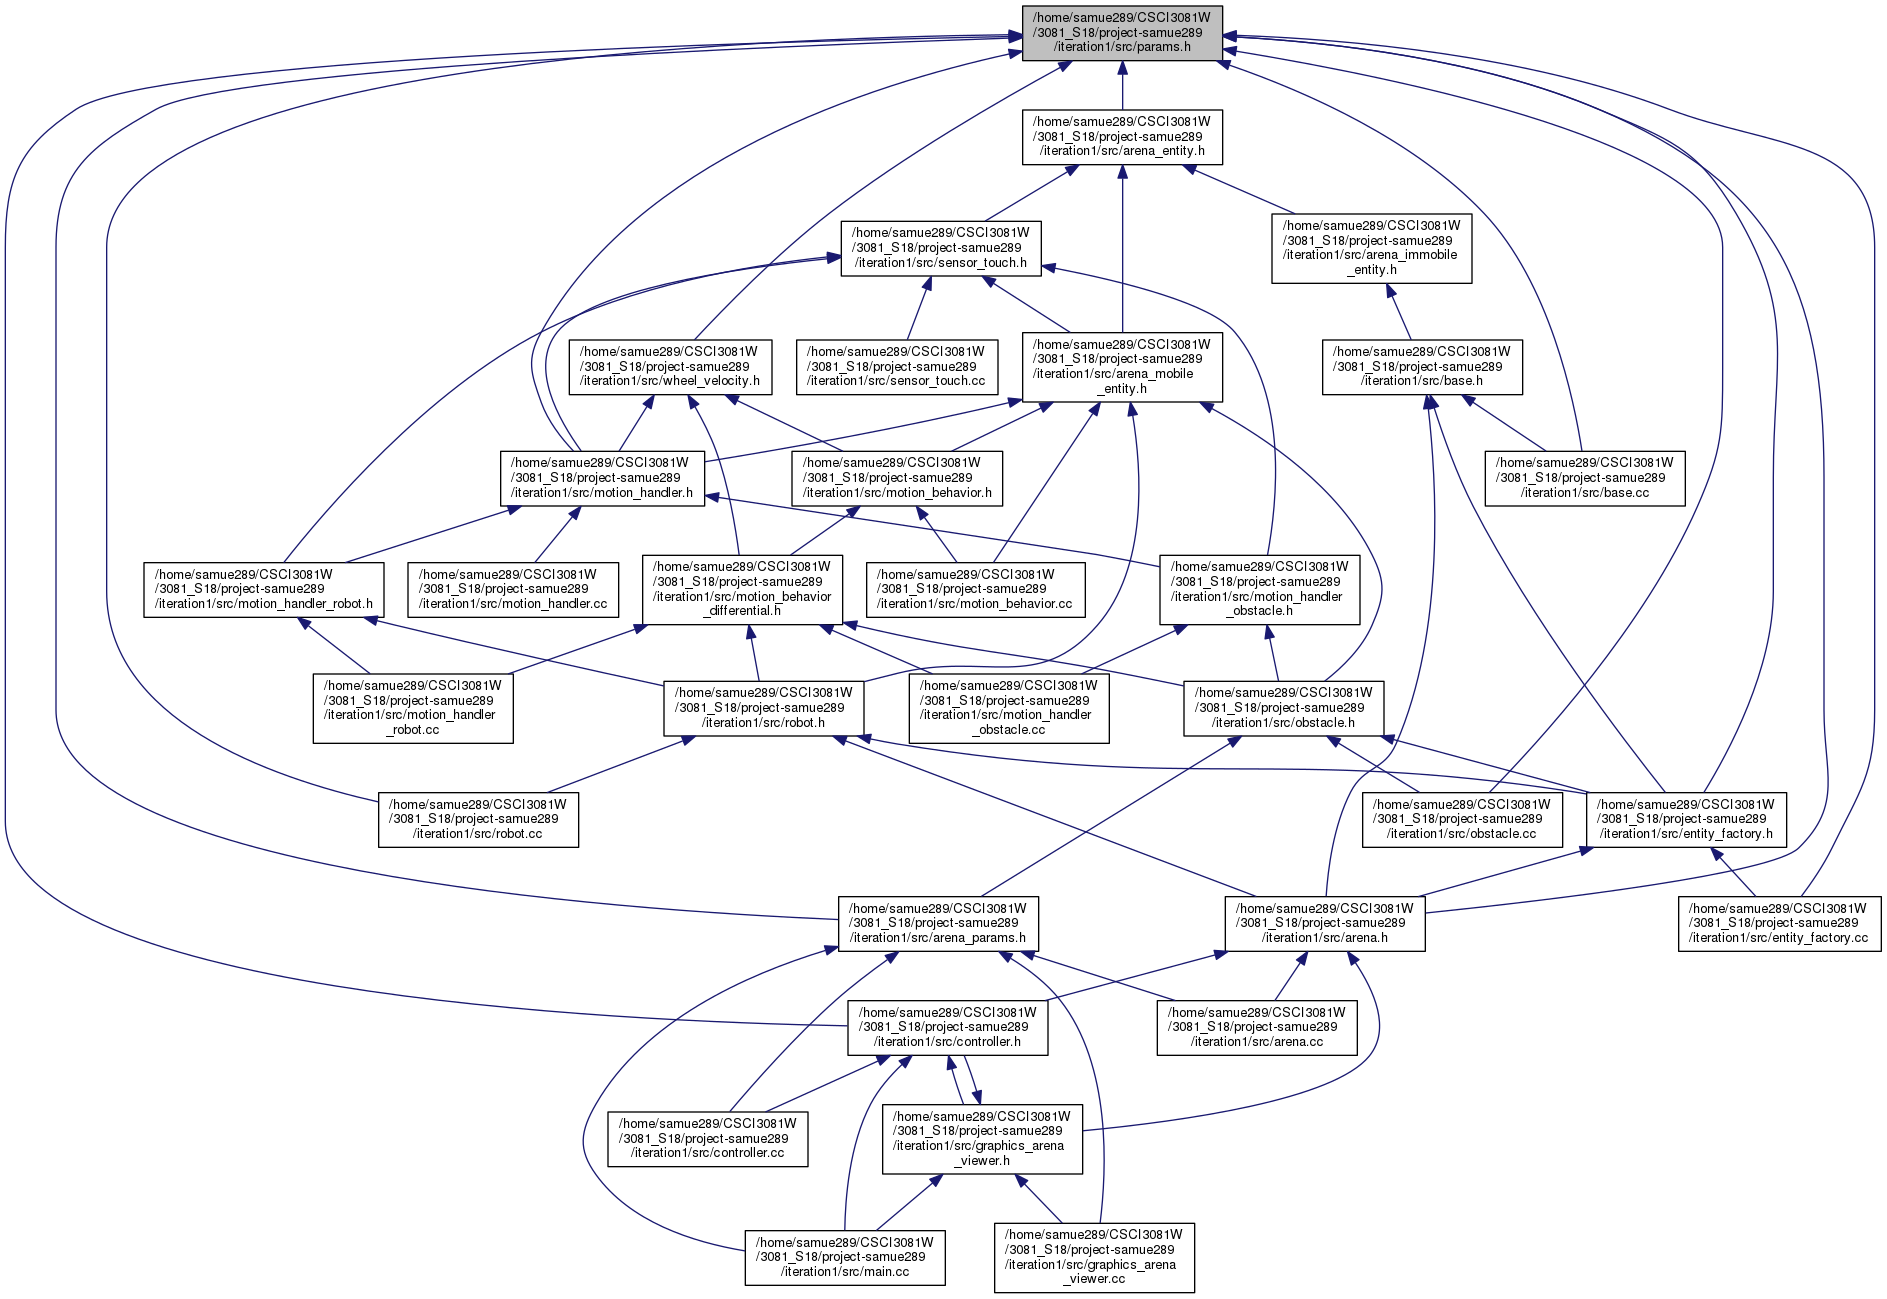 /home/samue289/CSCI3081W
/3081_S18/project-samue289
/iteration1/src/params.h
/home/samue289/CSCI3081W
/3081_S18/project-samue289
/iteration1/src/arena_entity.h
/home/samue289/CSCI3081W
/3081_S18/project-samue289
/iteration1/src/sensor_touch.h
/home/samue289/CSCI3081W
/3081_S18/project-samue289
/iteration1/src/arena_immobile
_entity.h
/home/samue289/CSCI3081W
/3081_S18/project-samue289
/iteration1/src/wheel_velocity.h
/home/samue289/CSCI3081W
/3081_S18/project-samue289
/iteration1/src/sensor_touch.cc
/home/samue289/CSCI3081W
/3081_S18/project-samue289
/iteration1/src/arena_mobile
_entity.h
/home/samue289/CSCI3081W
/3081_S18/project-samue289
/iteration1/src/base.h
/home/samue289/CSCI3081W
/3081_S18/project-samue289
/iteration1/src/motion_handler.h
/home/samue289/CSCI3081W
/3081_S18/project-samue289
/iteration1/src/motion_behavior.h
/home/samue289/CSCI3081W
/3081_S18/project-samue289
/iteration1/src/base.cc
/home/samue289/CSCI3081W
/3081_S18/project-samue289
/iteration1/src/motion_handler_robot.h
/home/samue289/CSCI3081W
/3081_S18/project-samue289
/iteration1/src/motion_handler.cc
/home/samue289/CSCI3081W
/3081_S18/project-samue289
/iteration1/src/motion_behavior
_differential.h
/home/samue289/CSCI3081W
/3081_S18/project-samue289
/iteration1/src/motion_behavior.cc
/home/samue289/CSCI3081W
/3081_S18/project-samue289
/iteration1/src/motion_handler
_obstacle.h
/home/samue289/CSCI3081W
/3081_S18/project-samue289
/iteration1/src/motion_handler
_robot.cc
/home/samue289/CSCI3081W
/3081_S18/project-samue289
/iteration1/src/robot.h
/home/samue289/CSCI3081W
/3081_S18/project-samue289
/iteration1/src/motion_handler
_obstacle.cc
/home/samue289/CSCI3081W
/3081_S18/project-samue289
/iteration1/src/obstacle.h
/home/samue289/CSCI3081W
/3081_S18/project-samue289
/iteration1/src/robot.cc
/home/samue289/CSCI3081W
/3081_S18/project-samue289
/iteration1/src/obstacle.cc
/home/samue289/CSCI3081W
/3081_S18/project-samue289
/iteration1/src/entity_factory.h
/home/samue289/CSCI3081W
/3081_S18/project-samue289
/iteration1/src/arena_params.h
/home/samue289/CSCI3081W
/3081_S18/project-samue289
/iteration1/src/arena.h
/home/samue289/CSCI3081W
/3081_S18/project-samue289
/iteration1/src/entity_factory.cc
/home/samue289/CSCI3081W
/3081_S18/project-samue289
/iteration1/src/controller.h
/home/samue289/CSCI3081W
/3081_S18/project-samue289
/iteration1/src/arena.cc
/home/samue289/CSCI3081W
/3081_S18/project-samue289
/iteration1/src/controller.cc
/home/samue289/CSCI3081W
/3081_S18/project-samue289
/iteration1/src/graphics_arena
_viewer.h
/home/samue289/CSCI3081W
/3081_S18/project-samue289
/iteration1/src/main.cc
/home/samue289/CSCI3081W
/3081_S18/project-samue289
/iteration1/src/graphics_arena
_viewer.cc